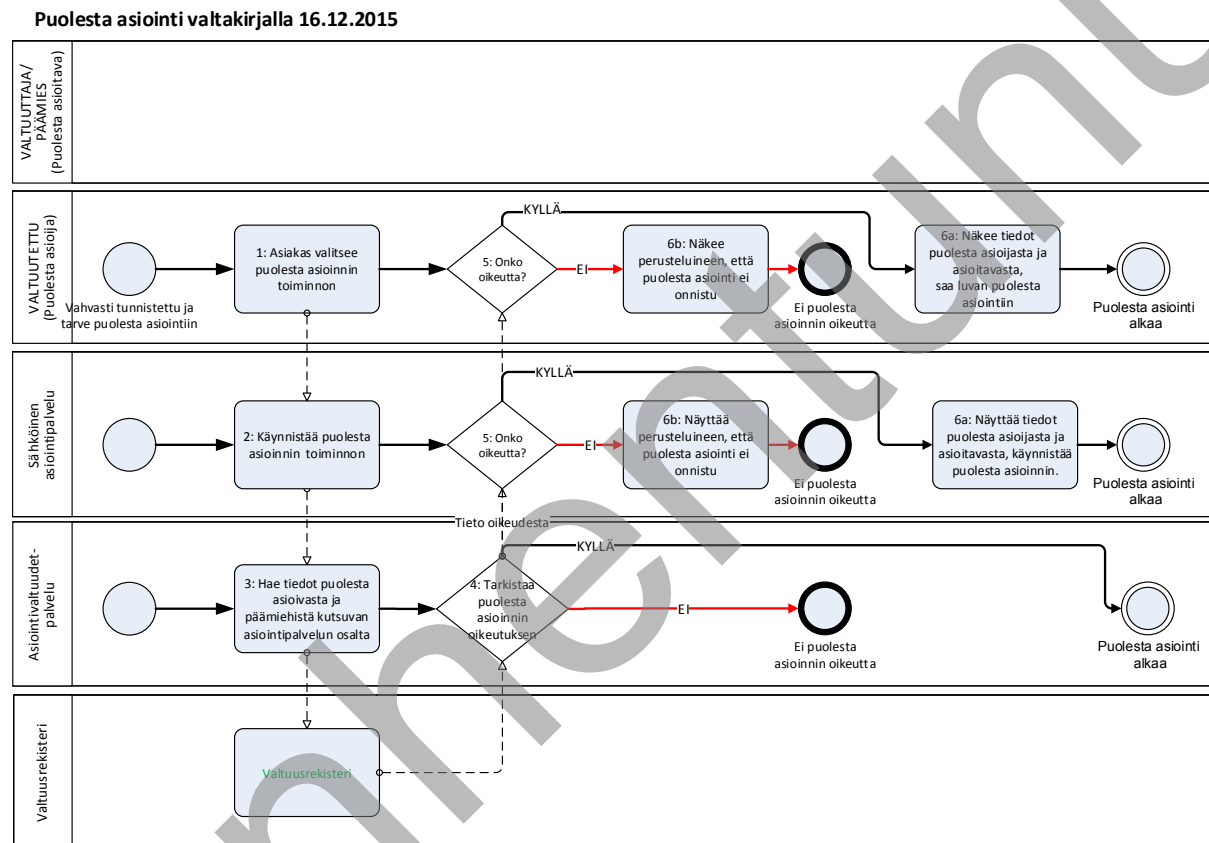 Puolesta asiointi valtakirjalla 16.12.2015
VALTUUTTAJA/
PÄÄMIES
(Puolesta asioitava)
VALTUUTETTU
(Puolesta asioija)
Vahvasti tunnistettu ja
tarve puolesta asiointiin
1: Asiakas valitsee
puolesta asioinnin
toiminnon
5: Onko
oikeutta?
KYLLÄ
EI
6b: Näkee
perusteluineen, että
puolesta asiointi ei
onnistu
Ei puolesta
asioinnin oikeutta
6a: Näkee tiedot
puolesta asioijasta ja
asioitavasta,
saa luvan puolesta
asiointiin
Puolesta asiointi
alkaa
Sähköinen
asiointipalvelu
2: Käynnistää puolesta
asioinnin toiminnon
5: Onko
oikeutta?
KYLLÄ
EI
6b: Näyttää
perusteluineen, että
puolesta asiointi ei
onnistu
Ei puolesta
asioinnin oikeutta
6a: Näyttää tiedot
puolesta asioijasta ja
asioitavasta, käynnistää
puolesta asioinnin.
Puolesta asiointi
alkaa
Asiointivaltuudet-
palvelu
3: Hae tiedot puolesta
asioivasta ja
päämiehistä kutsuvan
asiointipalvelun osalta
Tieto oikeudesta
4: Tarkistaa
puolesta
asioinnin
oikeutuksen
KYLLÄ
EI
Ei puolesta
asioinnin oikeutta
Puolesta asiointi
alkaa
Valtuusrekisteri
Valtuusrekisteri